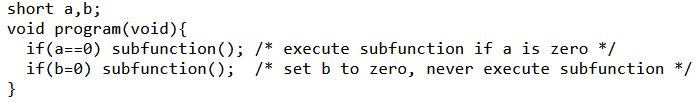 short a,b;
void program(void){
  if(a==0) subfunction(); /* execute subfunction if a is zero */
  if(b=0) subfunction();  /* set b to zero, never execute subfunction */
}